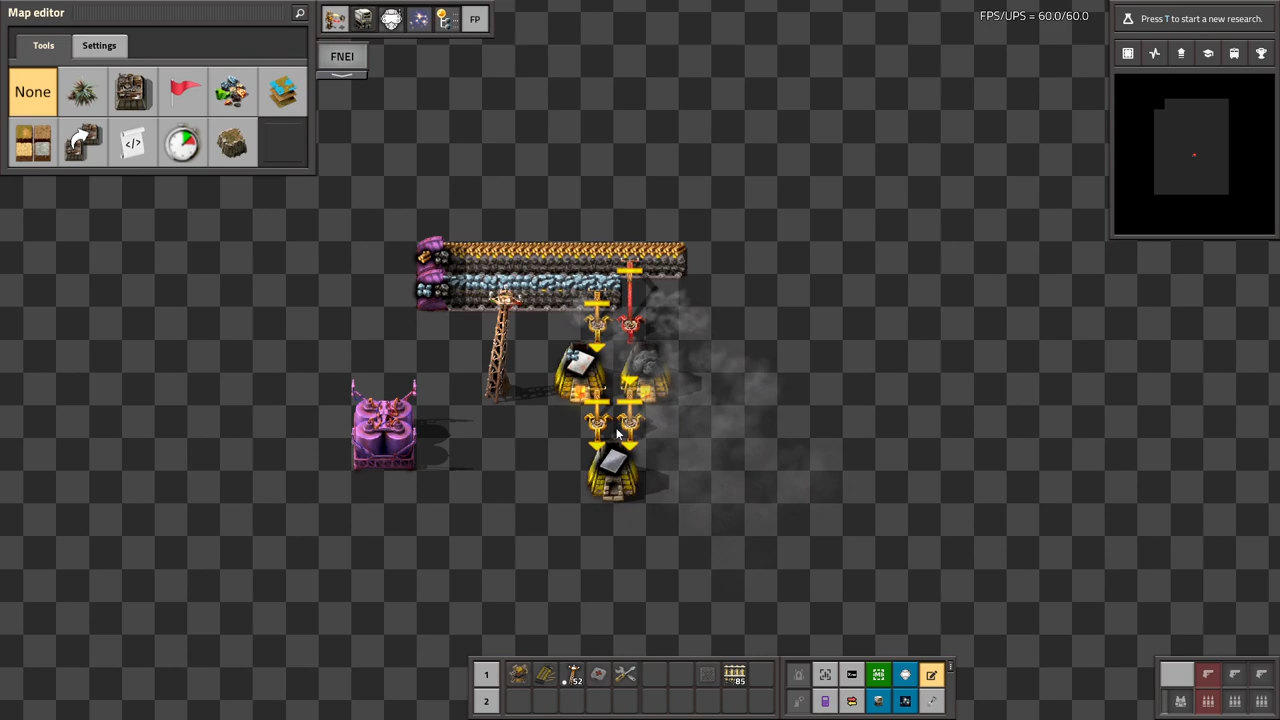 Map editor
FP
FPS/UPS = 60.0/60.0
Press T to start a new research.
Tools
Settings
FNEI
None
</>
1
52
85
2